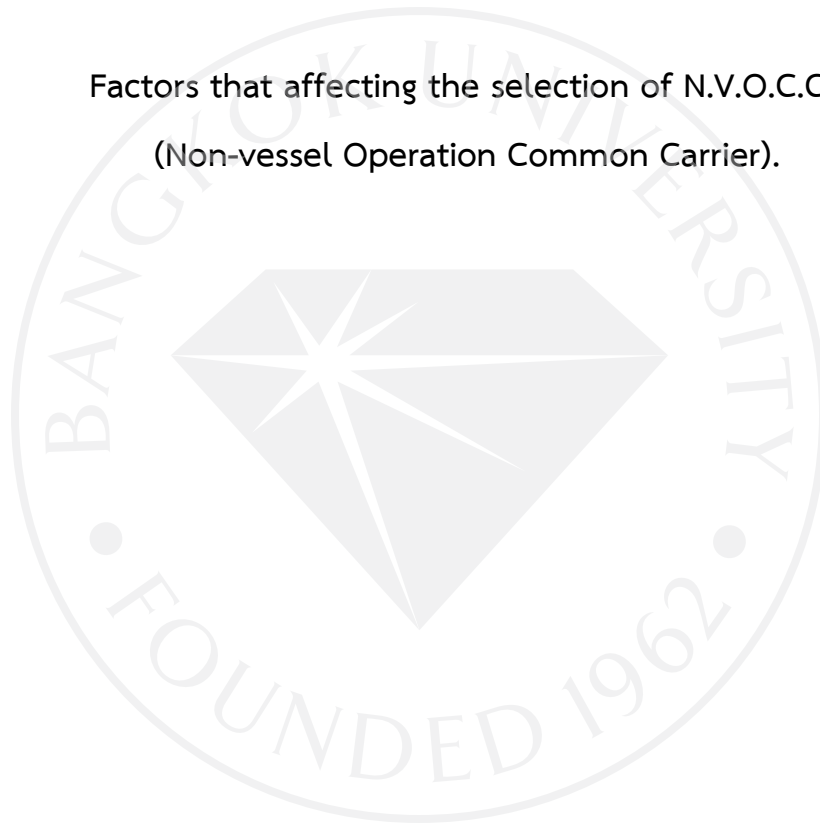 Factors that affecting the selection of N.V.O.C.C
(Non-vessel Operation Common Carrier).
BANGKOK UNIVERSITY
FOUNDED 1962